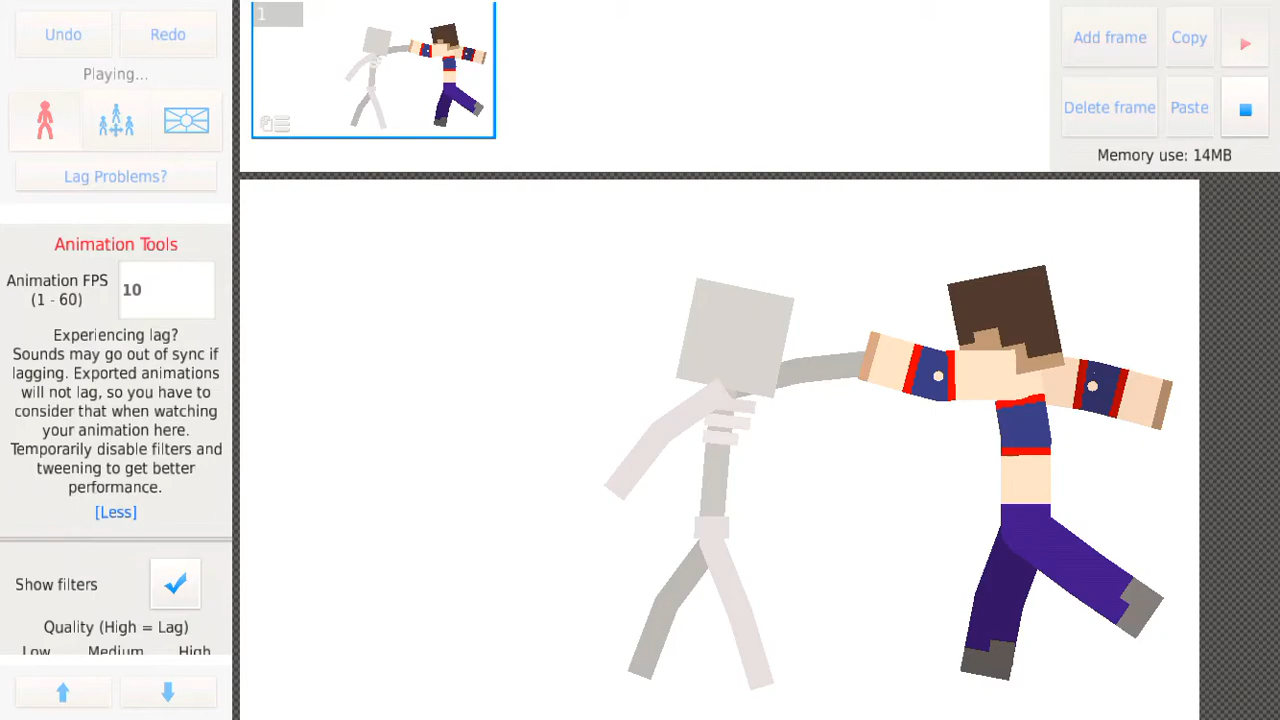 Undo
Redo
Playing...
Lag Problems?
Animation Tools
Animation FPS
(1 - 60)
10
Experiencing lag?
Sounds may go out of sync if
lagging. Exported animations
will not lag, so you have to
consider that when watching
your animation here.
Temporarily disable filters and
tweening to get better
performance.
[Less]
Show filters
Quality (High = Lag)
Low
Medium
High
1
Add frame
Copy
Delete frame
Paste
Memory use: 14MB